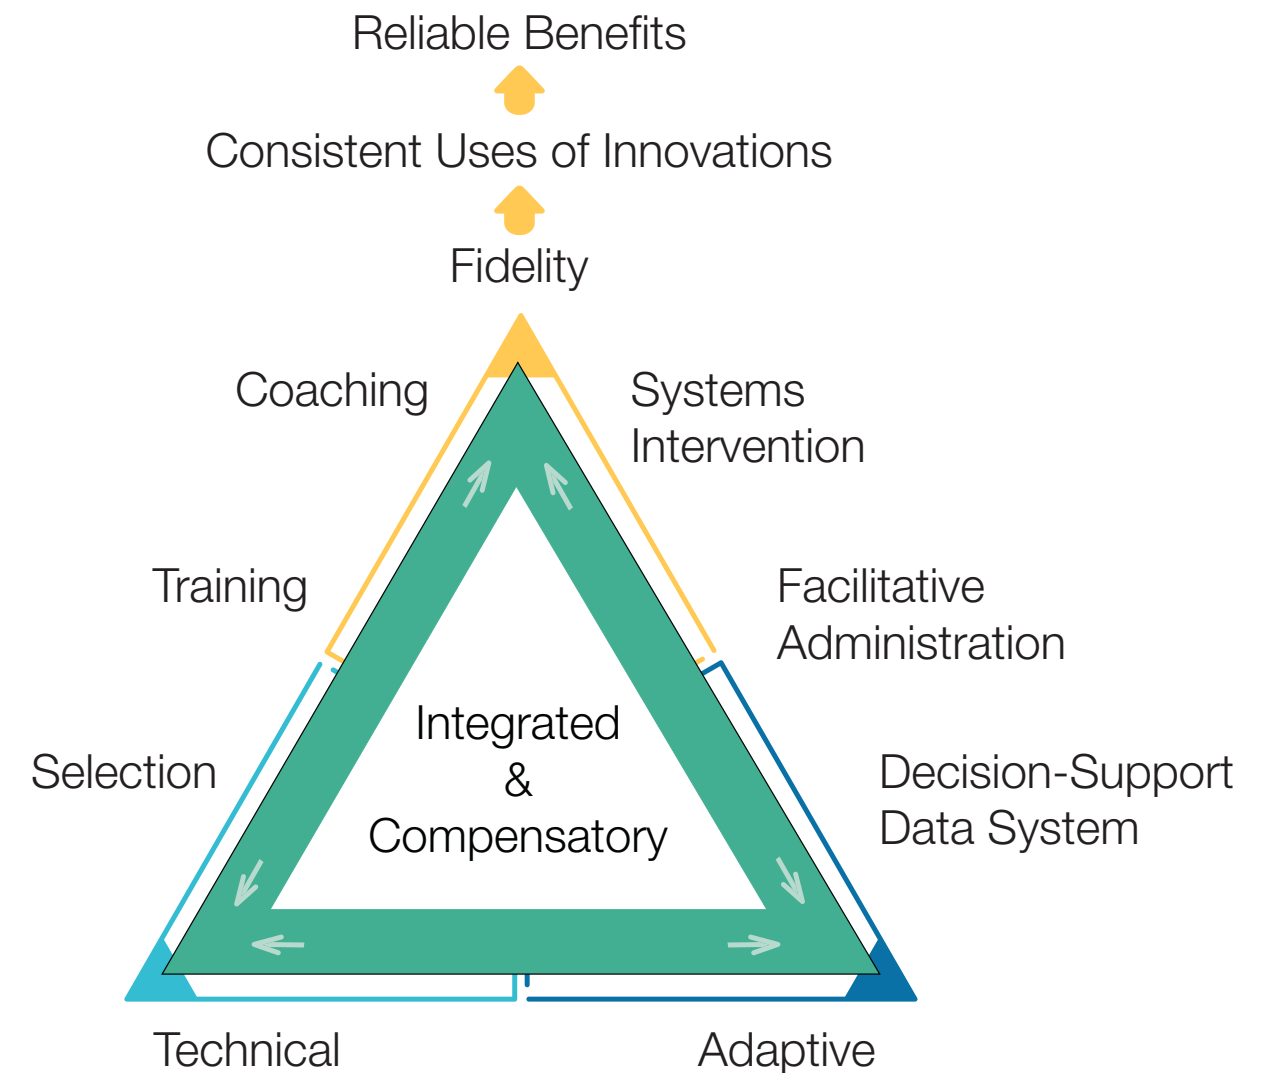 Reliable Benefits
Consistent Uses of Innovations
Fidelity
Coaching
Systems
Intervention
Training
Facilitative
Administration
Integrated
&
Compensatory
Selection
Decision-Support
Data System
Technical
Adaptive